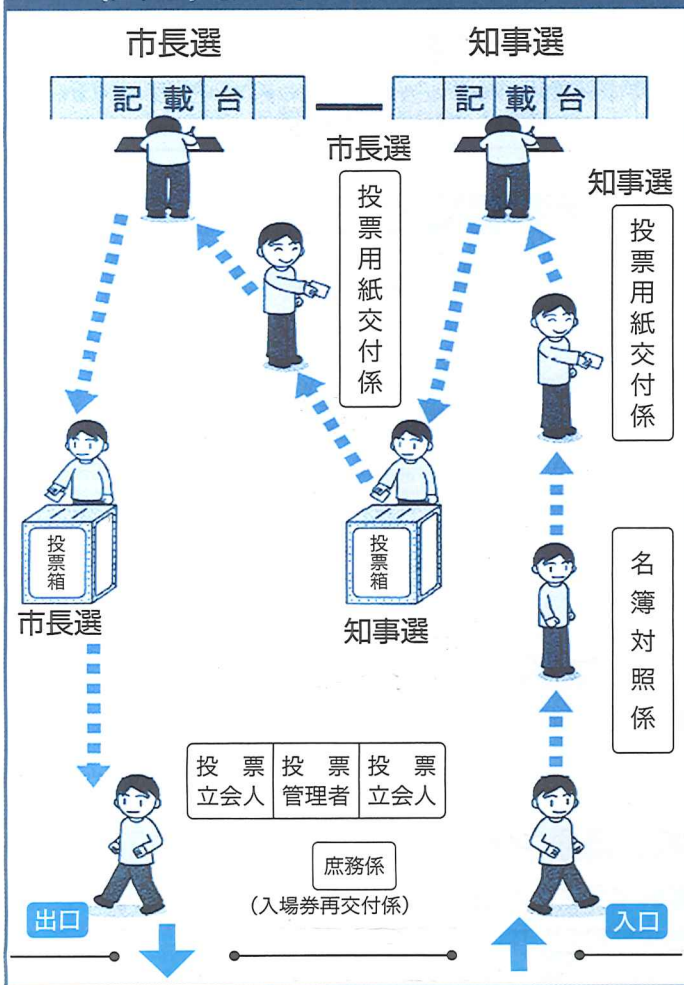 市長選
知事選
記載台
記載台
市長選
投票用紙交付係
知事選
投票用紙交付係
投票箱
市長選
投票箱
知事選
名簿対照係
投票
立会人
投票
管理者
投票
立会人
庶務係
(入場券再交付係)
出口
入口